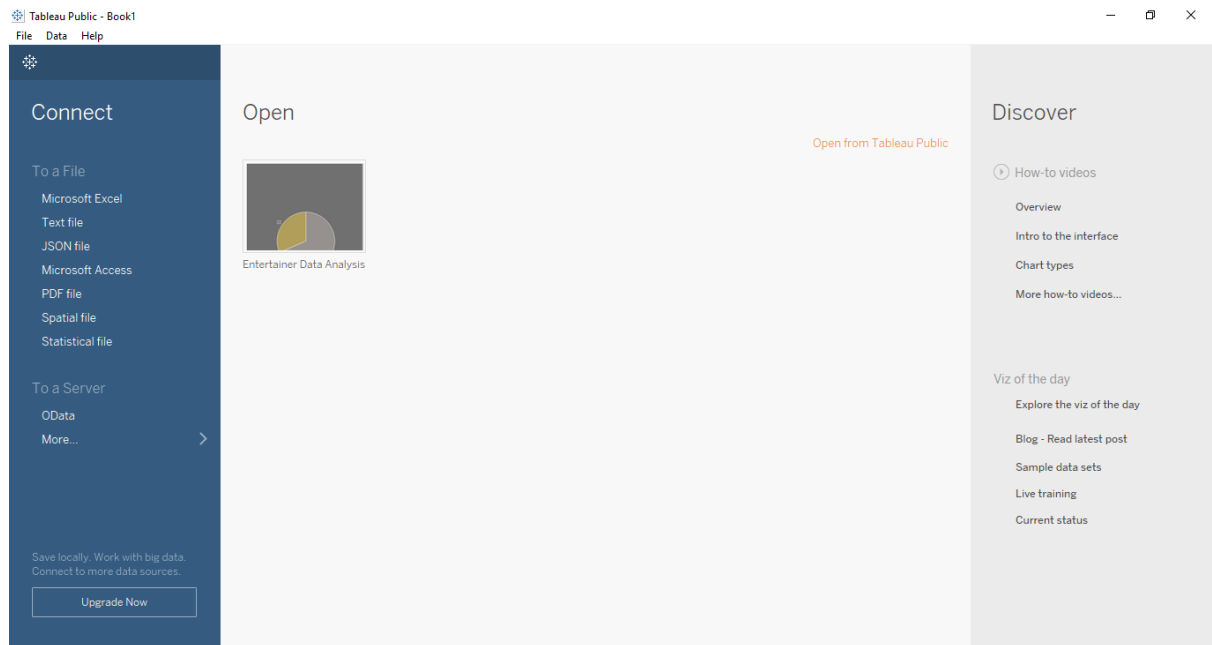 Tableau Public - Book1
File Data Help
Connect
To a File
Microsoft Excel
Text file
JSON file
Microsoft Access
PDF file
Spatial file
Statistical file
To a Server
OData
More...
Save locally. Work with big data.
Connect to more data sources.
Upgrade Now
Open
Open from Tableau Public
Entertainer Data Analysis
Discover
How-to videos
Overview
Intro to the interface
Chart types
More how-to videos...
Viz of the day
Explore the viz of the day
Blog - Read latest post
Sample data sets
Live training
Current status